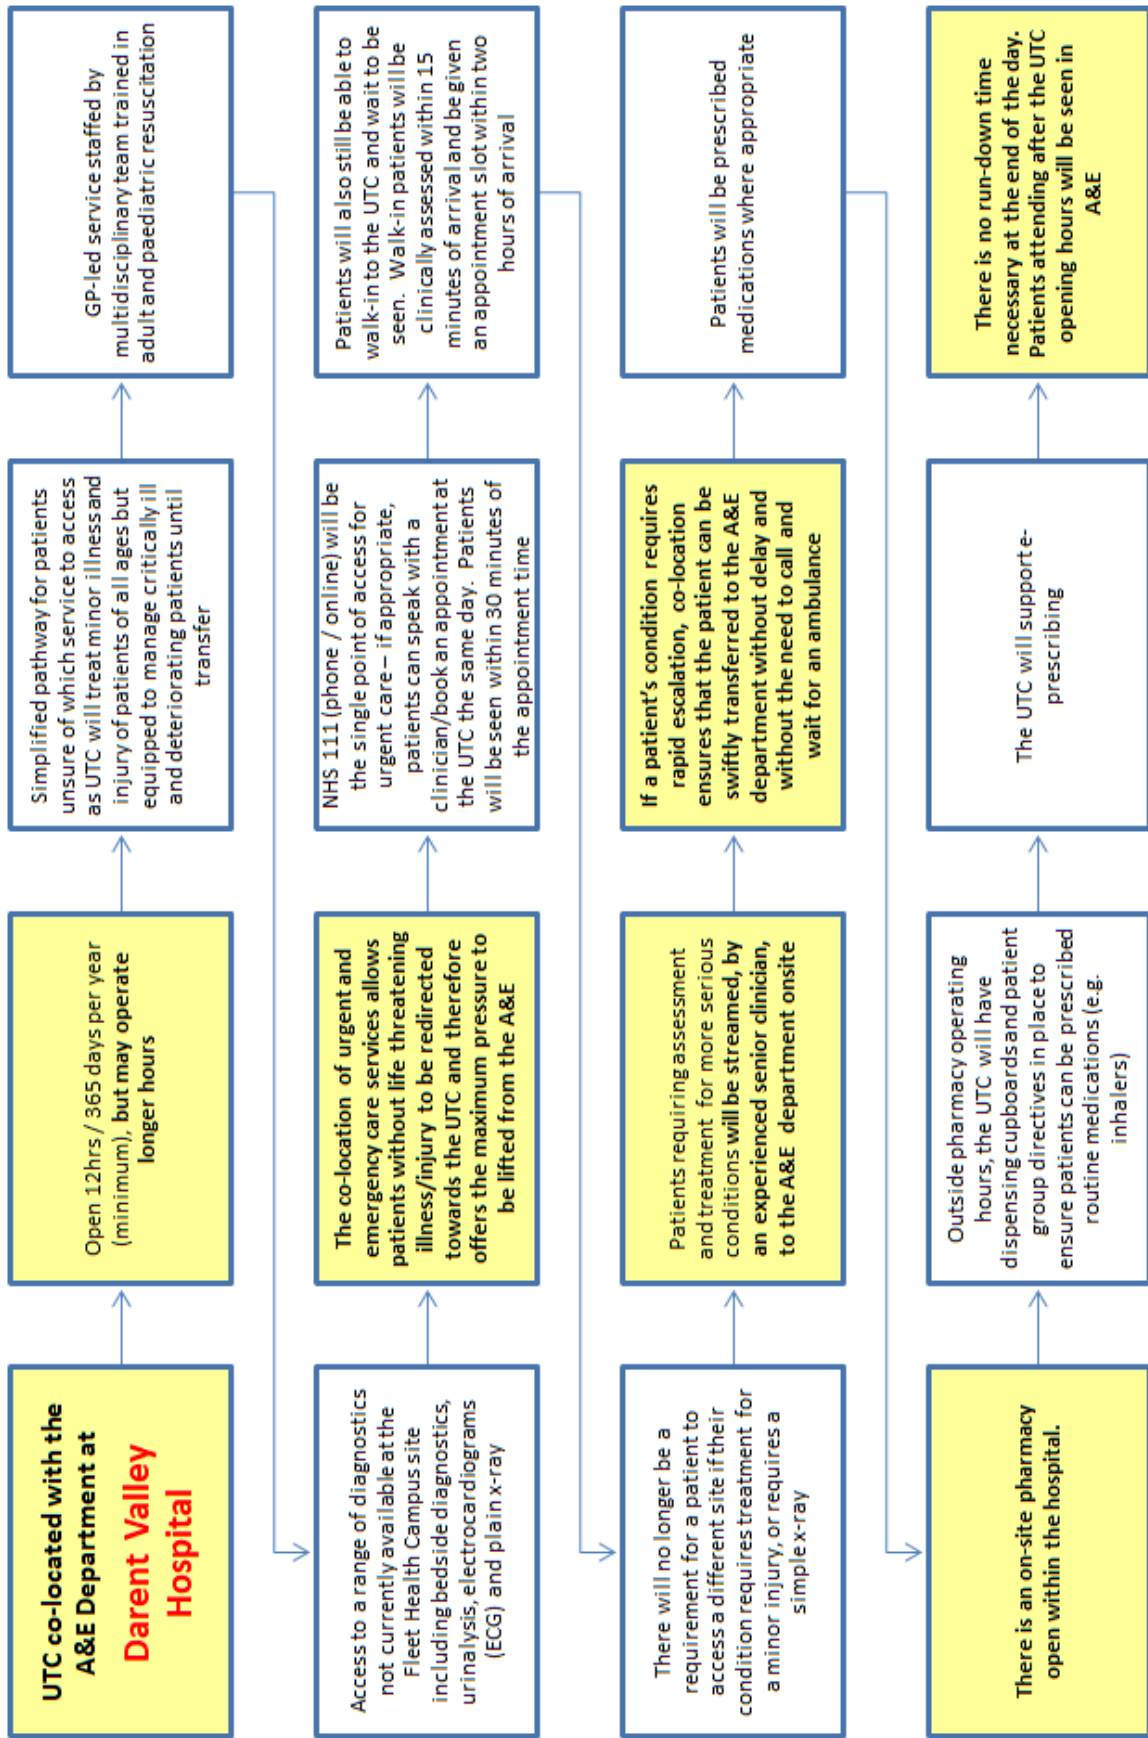 UTC co-located with the
A&E Department at
Darent Valley
Hospital
Open 12hrs / 365 days per year
(minimum), but may operate
longer hours
Simplified pathway for patients
unsure of which service to access
as UTC will treat minor illness and
injury of patients of all ages but
equipped to manage critically ill
and deteriorating patients until
transfer
GP-led service staffed by
multidisciplinary team trained in
adult and paediatric resuscitation
Access to a range of diagnostics
not currently available at the
Fleet Health Campus site
including bedside diagnostics,
urinalysis, electrocardiograms
(ECG) and plain x-ray
The co-location of urgent and
emergency care services allows
patients without life threatening
illness/injury to be redirected
towards the UTC and therefore
offers the maximum pressure to
be lifted from the A&E
NHS 111 (phone / online) will be
the single point of access for
urgent care – if appropriate,
patients can speak with a
clinician/book an appointment at
the UTC the same day. Patients
will be seen within 30 minutes of
the appointment time
Patients will also still be able to
walk-in to the UTC and wait to be
seen. Walk-in patients will be
clinically assessed within 15
minutes of arrival and be given
an appointment slot within two
hours of arrival
There will no longer be a
requirement for a patient to
access a different site if their
condition requires treatment for
a minor injury, or requires a
simple x-ray
Patients requiring assessment
and treatment for more serious
conditions will be streamed, by
an experienced senior clinician,
to the A&E department onsite
If a patient's condition requires
rapid escalation, co-location
ensures that the patient can be
swiftly transferred to the A&E
department without delay and
without the need to call and
wait for an ambulance
Patients will be prescribed
medications where appropriate
There is an on-site pharmacy
open within the hospital.
Outside pharmacy operating
hours, the UTC will have
dispensing cupboards and patient
group directives in place to
ensure patients can be prescribed
routine medications (e.g.
inhalers)
The UTC will support e-
prescribing
There is no run-down time
necessary at the end of the day.
Patients attending after the UTC
opening hours will be seen in
A&E